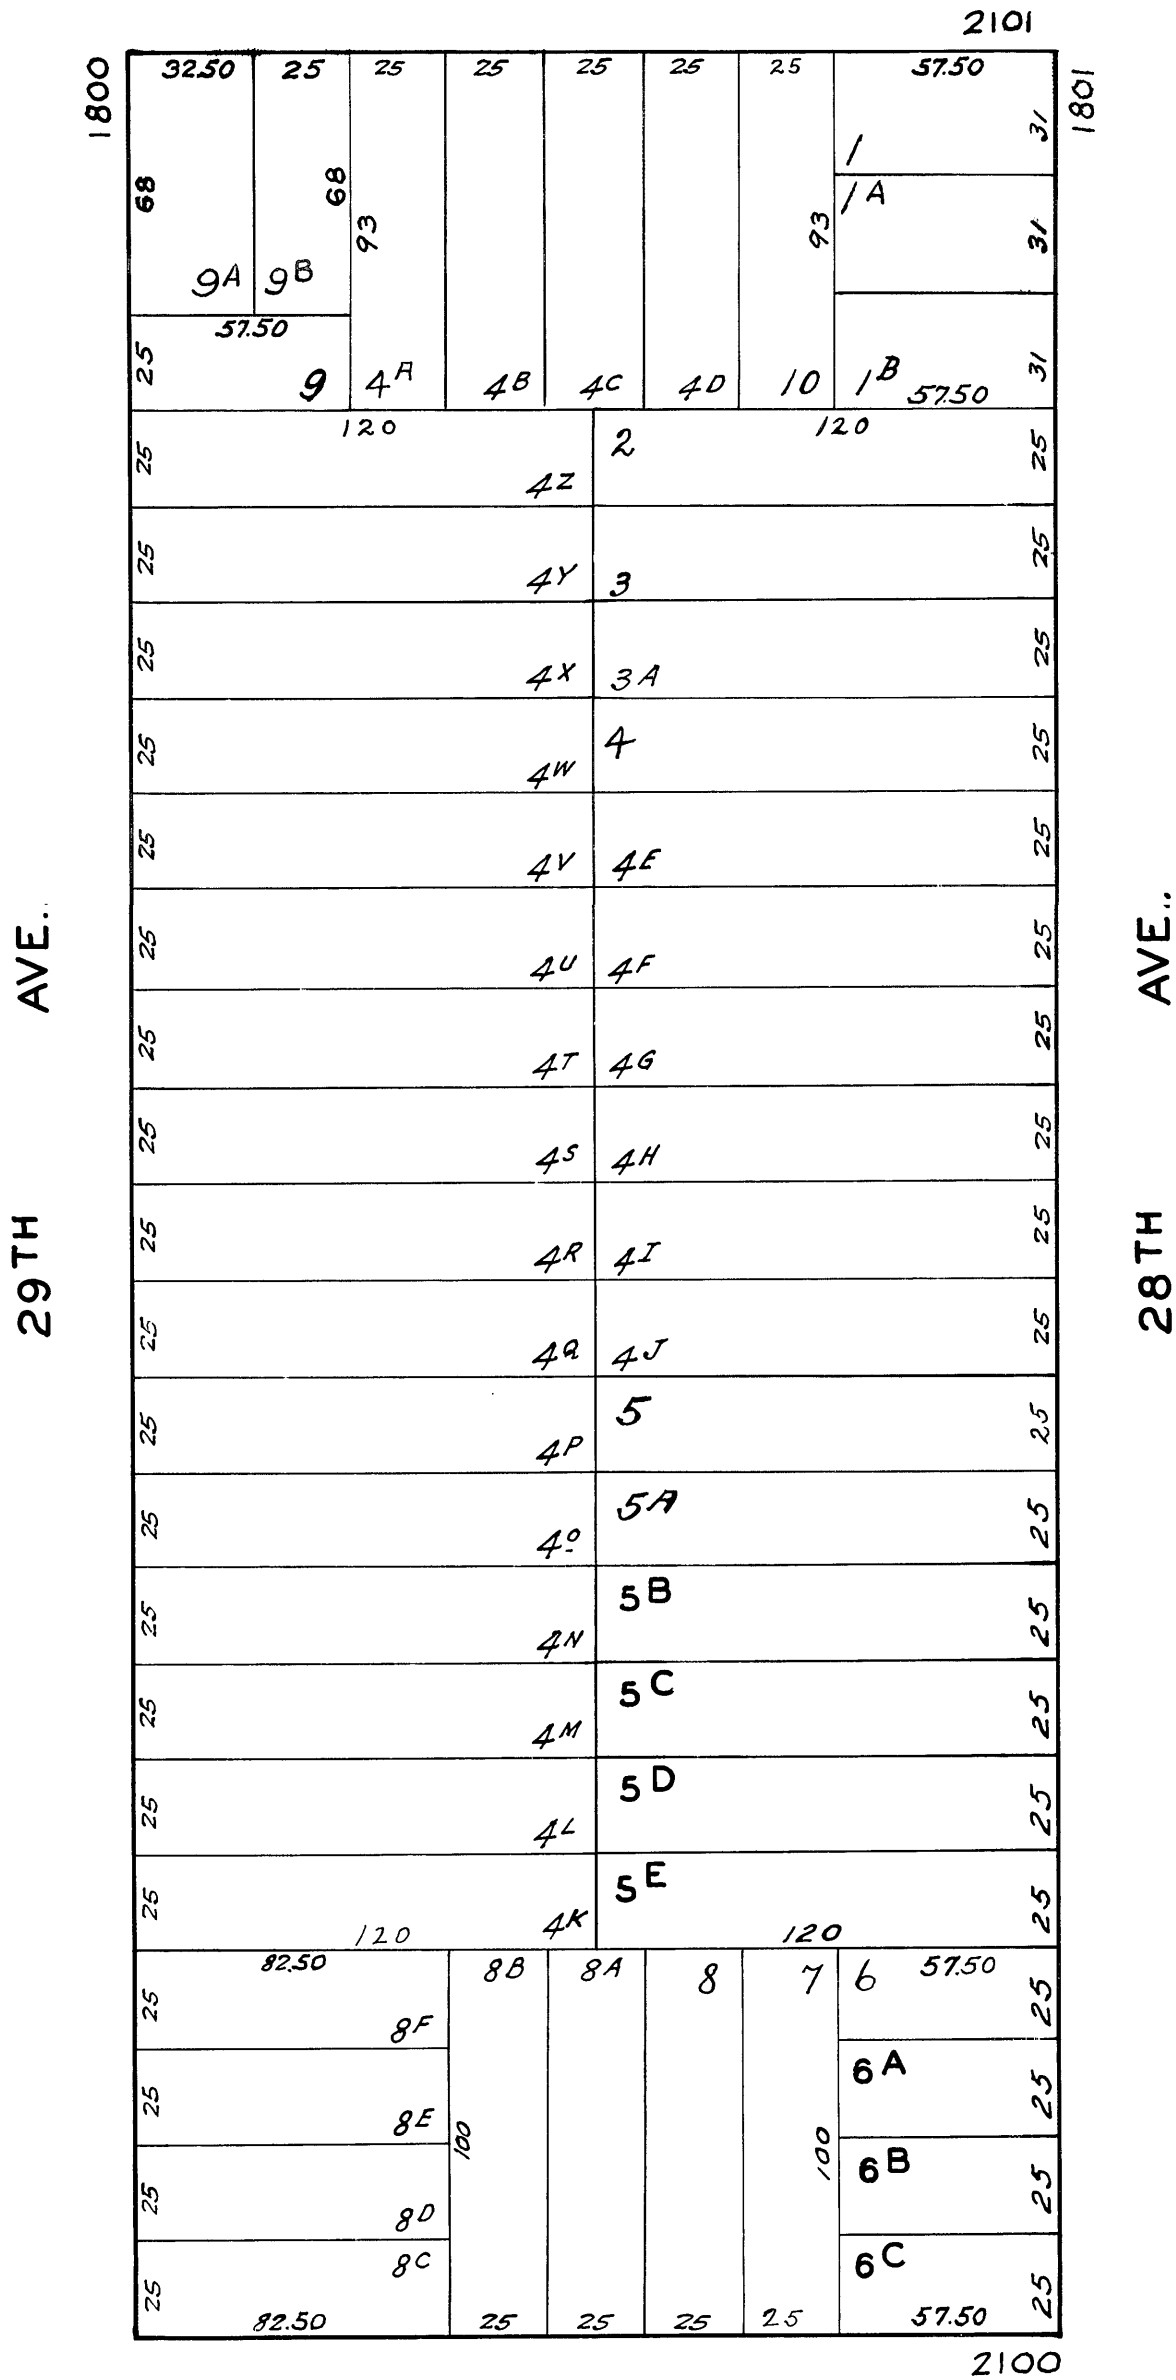 2101
1800
1801
32.50 25 25 25 25 25 25 57.50
31
68
68
93
93
1
1A
31
9A 9B
57.50
25
31
9 4A 4B 4C 4D 10 1B 57.50
120
120
25 4Z 2 25
25 4Y 3 25
25 4X 3A 25
25 4W 4 25
25 4V 4E 25
25 4U 4F 25
25 4T 4G 25
25 4S 4H 25
25 4R 4I 25
25 4Q 4J 25
25 4P 5 25
25 4O 5A 25
25 4N 5B 25
25 4M 5C 25
25 4L 5D 25
25 4K 5E 25
120
120
82.50 8B 8A 8 7 6 57.50
25 8F 25
25 8E 6A 25
100
100
25 8D 6B 25
25 8C 6C 25
82.50 25 25 25 25 57.50
2100
29TH AVE.
28TH AVE.